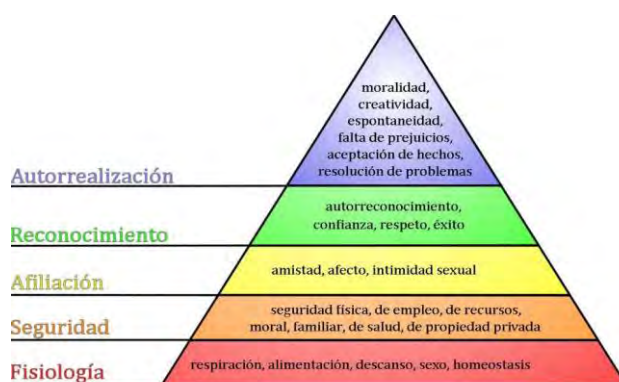 moralidad,
creatividad,
espontaneidad,
falta de prejuicios,
aceptación de hechos,
resolución de problemas
Autorrealización
autorreconocimiento,
confianza, respeto, éxito
Reconocimiento
amistad, afecto, intimidad sexual
Afiliación
seguridad física, de empleo, de recursos,
moral, familiar, de salud, de propiedad privada
Seguridad
respiración, alimentación, descanso, sexo, homeostasis
Fisiología